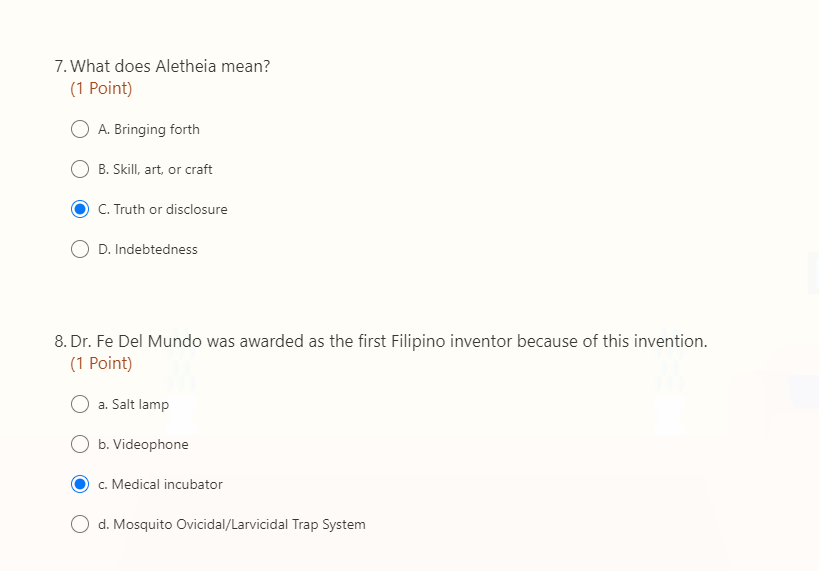 7. What does Aletheia mean?
(1 Point)
A. Bringing forth
B. Skill, art, or craft
C. Truth or disclosure
D. Indebtedness
8. Dr. Fe Del Mundo was awarded as the first Filipino inventor because of this invention.
(1 Point)
a. Salt lamp
b. Videophone
c. Medical incubator
d. Mosquito Ovicidal/Larvicidal Trap System